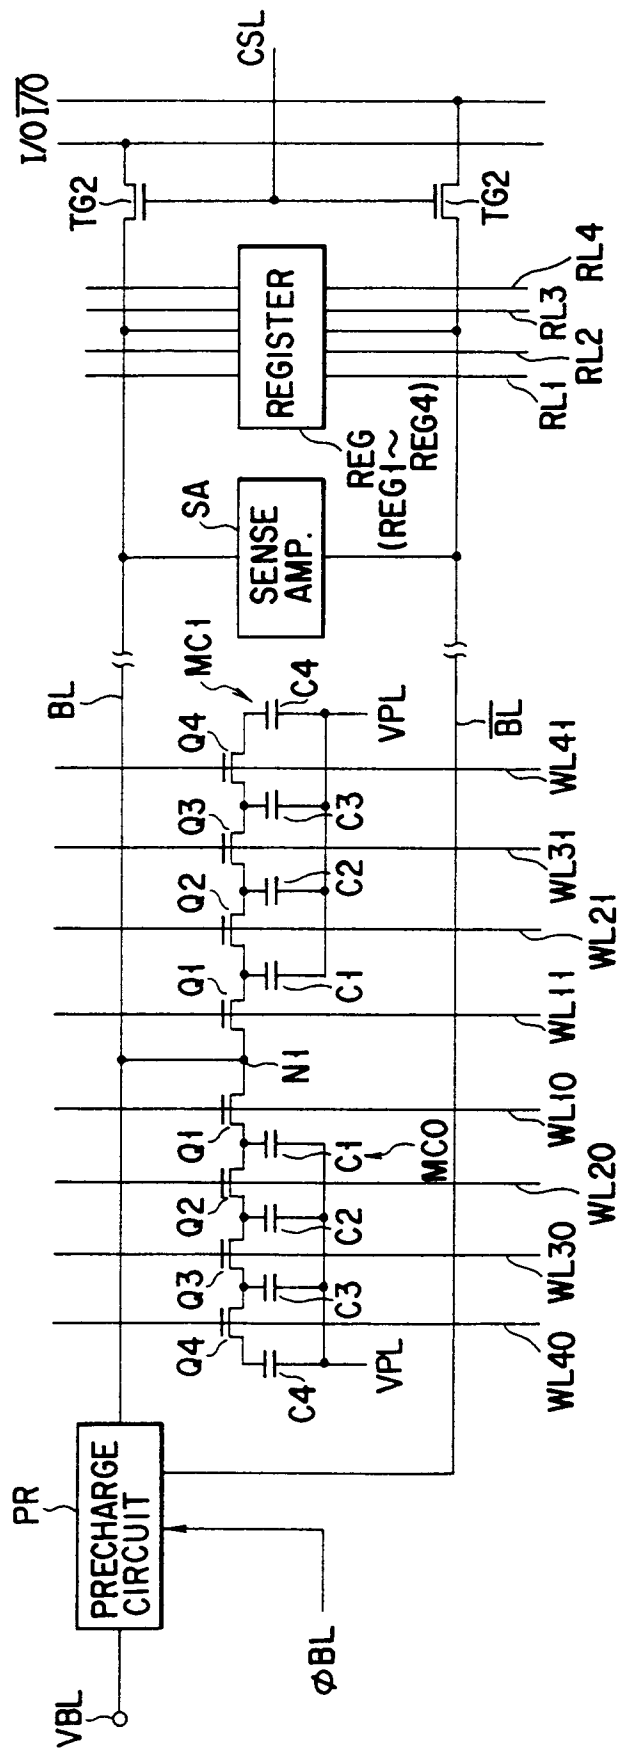 VBL
PR
PRECHARGE
CIRCUIT
φBL
BL
Q4
Q3
Q2
Q1
Q1
Q2
Q3
Q4
MC1
C4
C3
C2
C1
N1
C1
C2
C3
C4
VPL
VPL
MC0
WL40
WL30
WL20
WL10
WL11
WL21
WL31
WL41
B̅L̅
SA
SENSE
AMP.
REGISTER
REG
(REG1~
REG4)
RL1
RL2
RL3
RL4
TG2
TG2
I/O
I̅/̅O̅
CSL